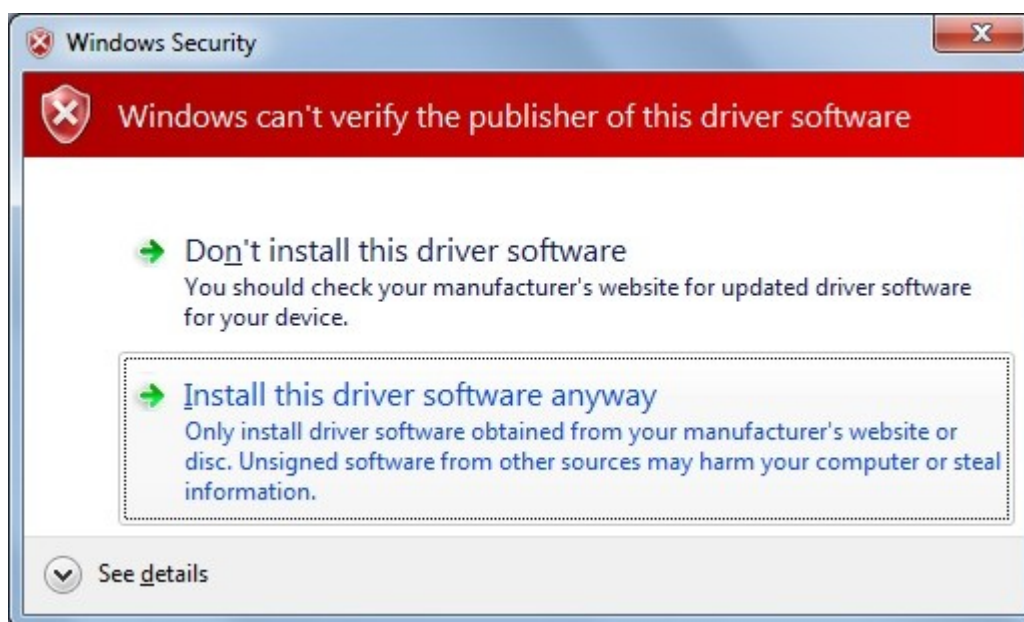 Windows Security
Windows can't verify the publisher of this driver software
Don't install this driver software
You should check your manufacturer's website for updated driver software
for your device.
Install this driver software anyway
Only install driver software obtained from your manufacturer's website or
disc. Unsigned software from other sources may harm your computer or steal
information.
See details